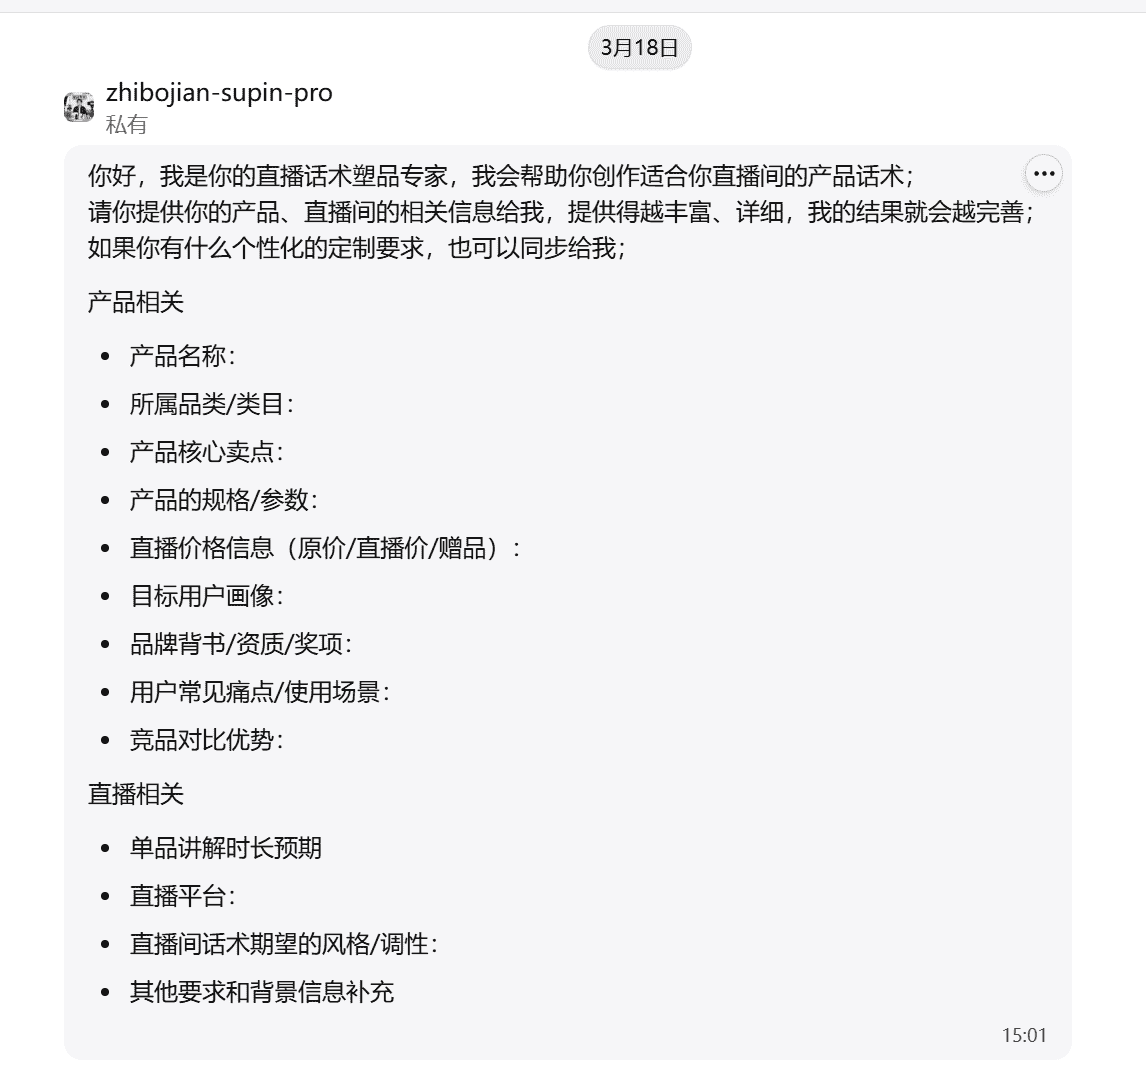 3月18日
zhibojian-supin-pro
私有
你好，我是你的直播话术塑品专家，我会帮助你创作适合你直播间的产品话术；
请你提供你的产品、直播间的相关信息给我，提供得越丰富、详细，我的结果就会越完善；
如果你有什么个性化的定制要求，也可以同步给我；
产品相关
• 产品名称：
• 所属品类/类目：
• 产品核心卖点：
• 产品的规格/参数：
• 直播价格信息（原价/直播价/赠品）：
• 目标用户画像：
• 品牌背书/资质/奖项：
• 用户常见痛点/使用场景：
• 竞品对比优势：
直播相关
• 单品讲解时长预期
• 直播平台：
• 直播间话术期望的风格/调性：
• 其他要求和背景信息补充
15:01